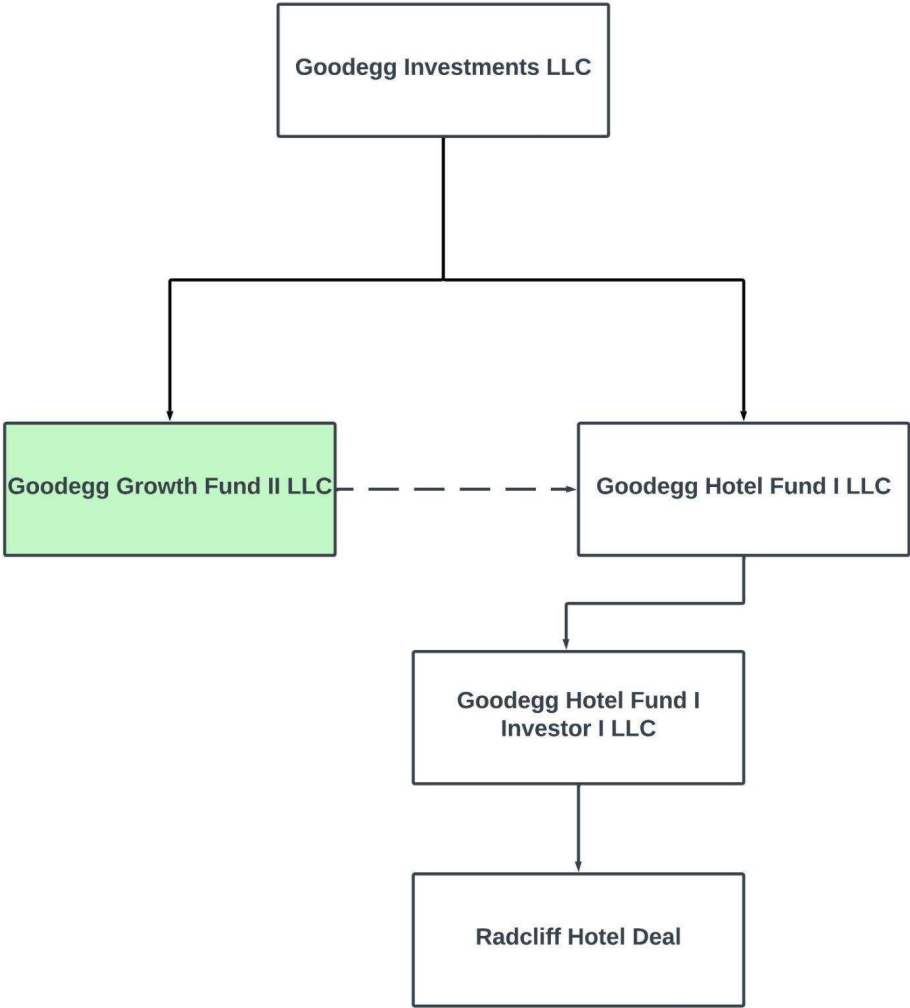 Goodegg Investments LLC
Goodegg Growth Fund II LLC
Goodegg Hotel Fund I LLC
Goodegg Hotel Fund I
Investor I LLC
Radcliff Hotel Deal